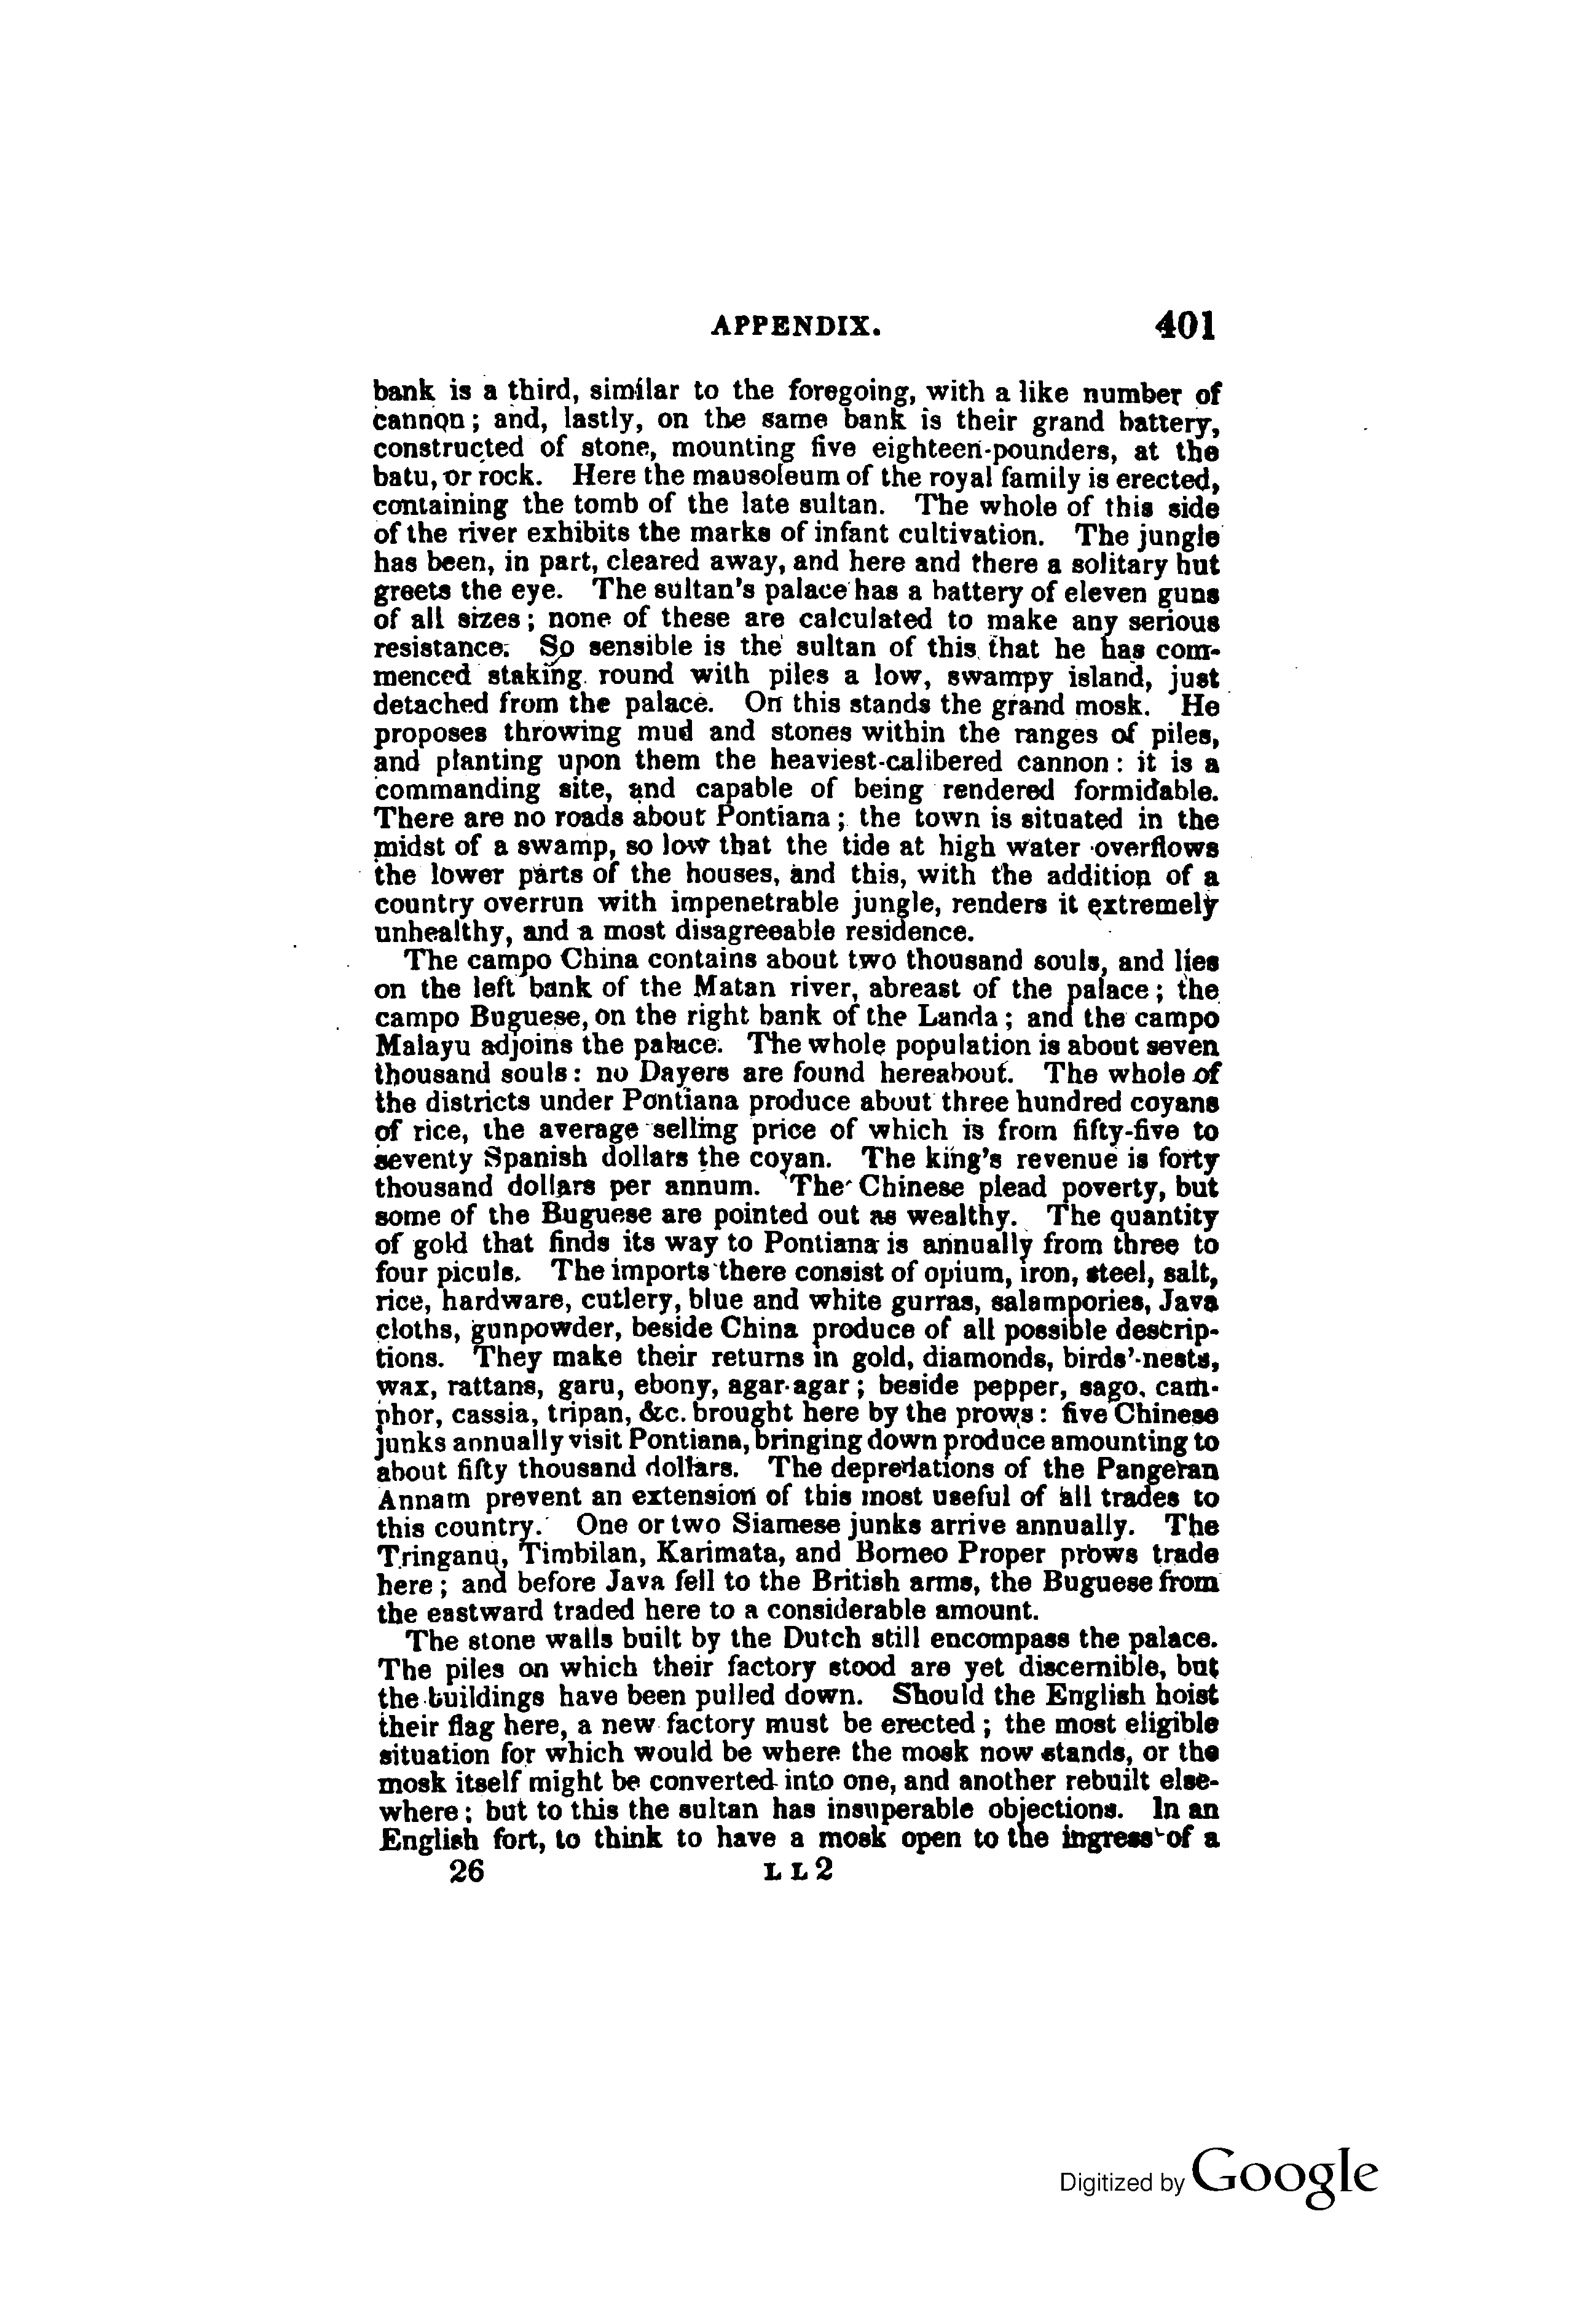 APPENDIX. 401
bank is a third, similar to the foregoing, with a like number of
cannon; and, lastly, on the same bank is their grand battery,
constructed of stone, mounting five eighteen-pounders, at the
batu, or rock. Here the mausoleum of the royal family is erected,
containing the tomb of the late sultan. The whole of this side
of the river exhibits the marks of infant cultivation. The jungle
has been, in part, cleared away, and here and there a solitary hut
greets the eye. The sultan's palace has a battery of eleven guns
of all sizes; none of these are calculated to make any serious
resistance. So sensible is the sultan of this that he has com-
menced staking round with piles a low, swampy island, just
detached from the palace. On this stands the grand mosk. He
proposes throwing mud and stones within the ranges of piles,
and planting upon them the heaviest-calibered cannon: it is a
commanding site, and capable of being rendered formidable.
There are no roads about Pontiana; the town is situated in the
midst of a swamp, so low that the tide at high water overflows
the lower parts of the houses, and this, with the addition of a
country overrun with impenetrable jungle, renders it extremely
unhealthy, and a most disagreeable residence.
The campo China contains about two thousand souls, and lies
on the left bank of the Matan river, abreast of the palace; the
campo Buguese, on the right bank of the Landa; and the campo
Malayu adjoins the palace. The whole population is about seven
thousand souls: no Dayers are found hereabout. The whole of
the districts under Pontiana produce about three hundred coyans
of rice, the average selling price of which is from fifty-five to
seventy Spanish dollars the coyan. The king's revenue is forty
thousand dollars per annum. The Chinese plead poverty, but
some of the Buguese are pointed out as wealthy. The quantity
of gold that finds its way to Pontiana is annually from three to
four piculs. The imports there consist of opium, iron, steel, salt,
rice, hardware, cutlery, blue and white gurras, salampories, Java
cloths, gunpowder, beside China produce of all possible descrip-
tions. They make their returns in gold, diamonds, birds'-nests,
wax, rattans, garu, ebony, agar-agar; beside pepper, sago, cam-
phor, cassia, tripan, &c. brought here by the prows: five Chinese
junks annually visit Pontiana, bringing down produce amounting to
about fifty thousand dollars. The depredations of the Pangeran
Annam prevent an extension of this most useful of all trades to
this country. One or two Siamese junks arrive annually. The
Tringanu, Timbilan, Karimata, and Borneo Proper prows trade
here; and before Java fell to the British arms, the Buguese from
the eastward traded here to a considerable amount.
The stone walls built by the Dutch still encompass the palace.
The piles on which their factory stood are yet discernible, but
the buildings have been pulled down. Should the English hoist
their flag here, a new factory must be erected; the most eligible
situation for which would be where the mosk now stands, or the
mosk itself might be converted into one, and another rebuilt else-
where; but to this the sultan has insuperable objections. In an
English fort, to think to have a mosk open to the ingress of a
26 L L 2
Digitized by Google